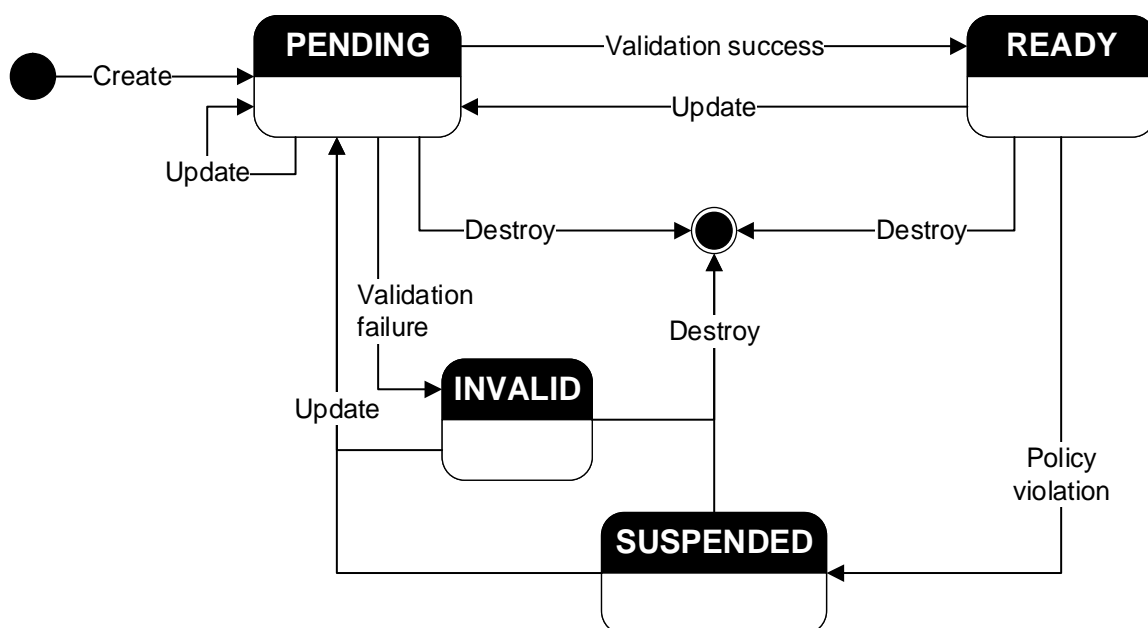 PENDING
Validation success
READY
Create
Update
Update
Destroy
Destroy
Validation
failure
Destroy
INVALID
Update
Policy
violation
SUSPENDED